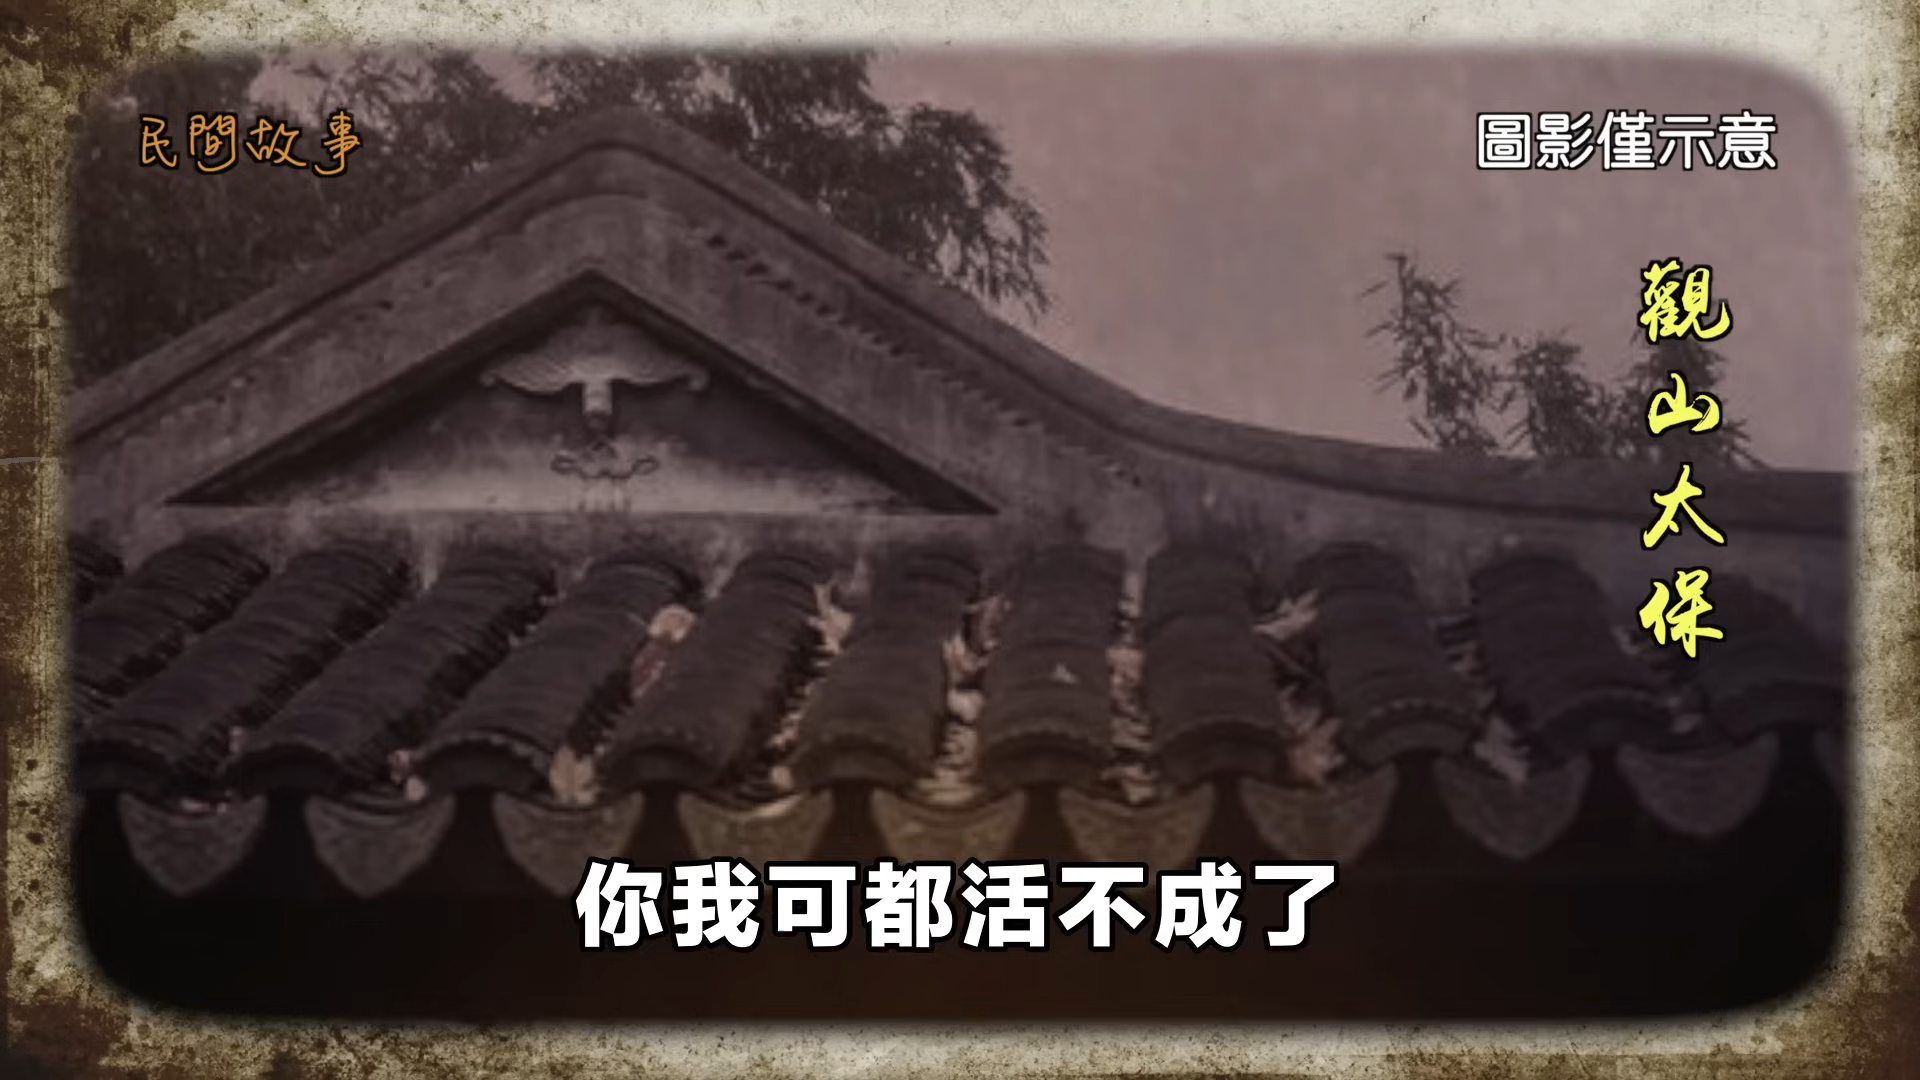 民間故事
圖影僅示意
觀山太保
你我可都活不成了